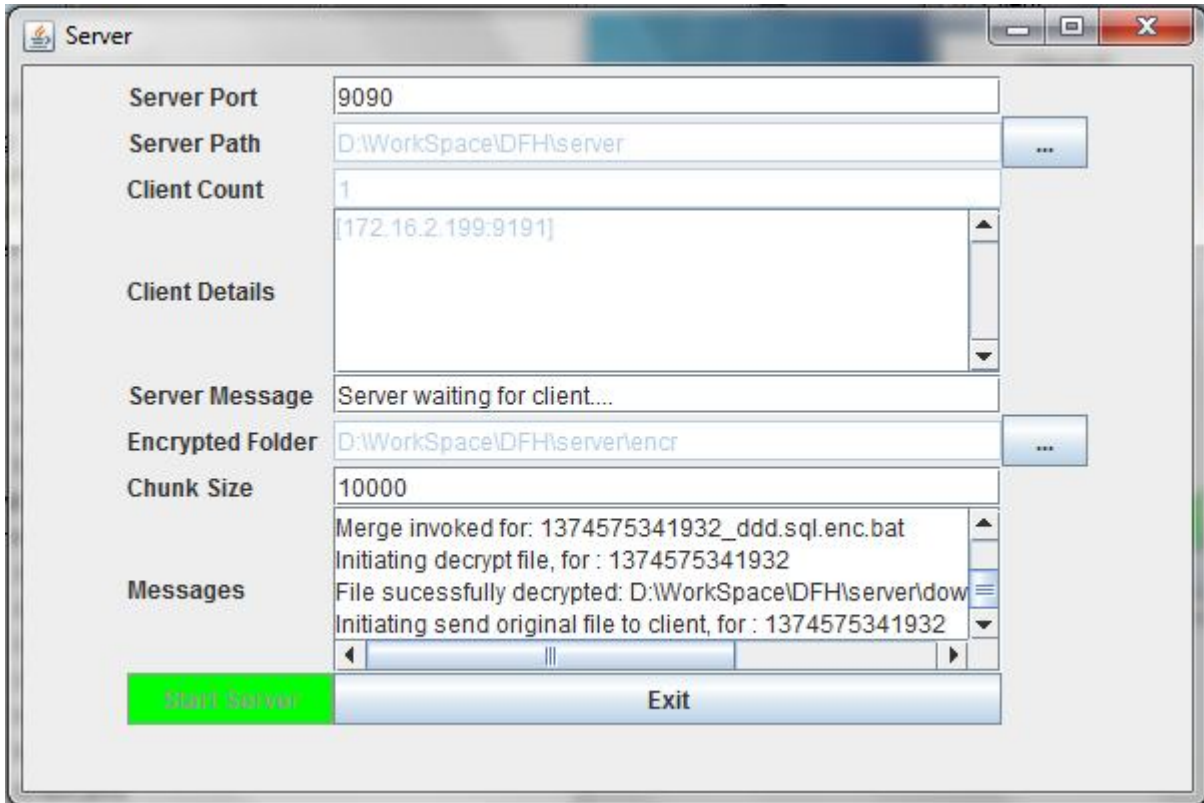 Server
Server Port 9090
Server Path D:\WorkSpace\DFH\server ...
Client Count 1
[172.16.2.199:9191]
Client Details
Server Message Server waiting for client....
Encrypted Folder D:\WorkSpace\DFH\server\encr ...
Chunk Size 10000
Merge invoked for: 1374575341932_ddd.sql.enc.bat
Initiating decrypt file, for : 1374575341932
Messages
File sucessfully decrypted: D:\WorkSpace\DFH\server\dow
Initiating send original file to client, for : 1374575341932
Start Server Exit